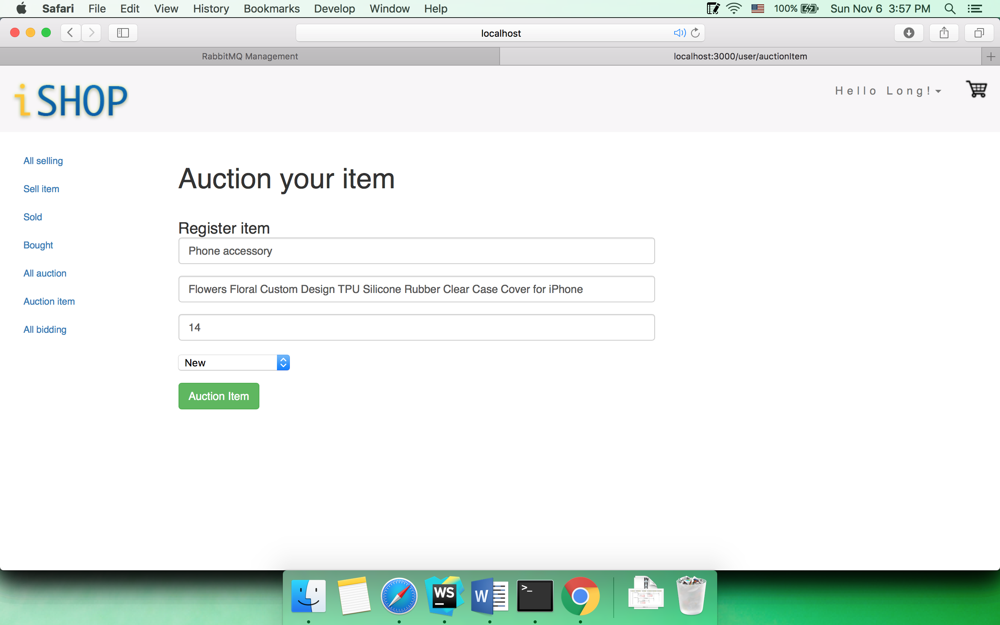 Safari File Edit View History Bookmarks Develop Window Help 100% Sun Nov 6 3:57 PM
localhost
RabbitMQ Management localhost:3000/user/auctionItem
i SHOP
Hello Long!
All selling
Sell item
Sold
Bought
All auction
Auction item
All bidding
Auction your item
Register item
Phone accessory
Flowers Floral Custom Design TPU Silicone Rubber Clear Case Cover for iPhone
14
New
Auction Item
WS
W
>_